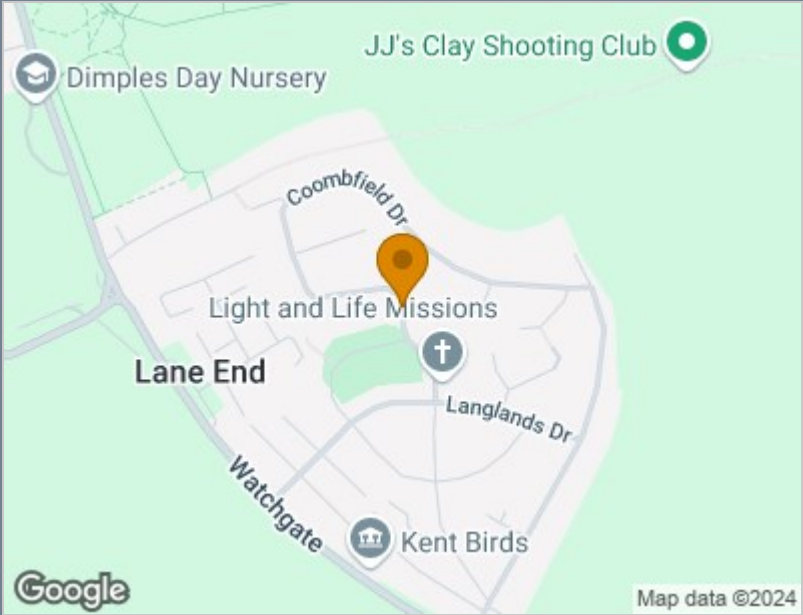 JJ's Clay Shooting Club
Dimples Day Nursery
Coombfield Dr
Light and Life Missions
Lane End
Langlands Dr
Watchgate
Kent Birds
Google
Map data ©2024